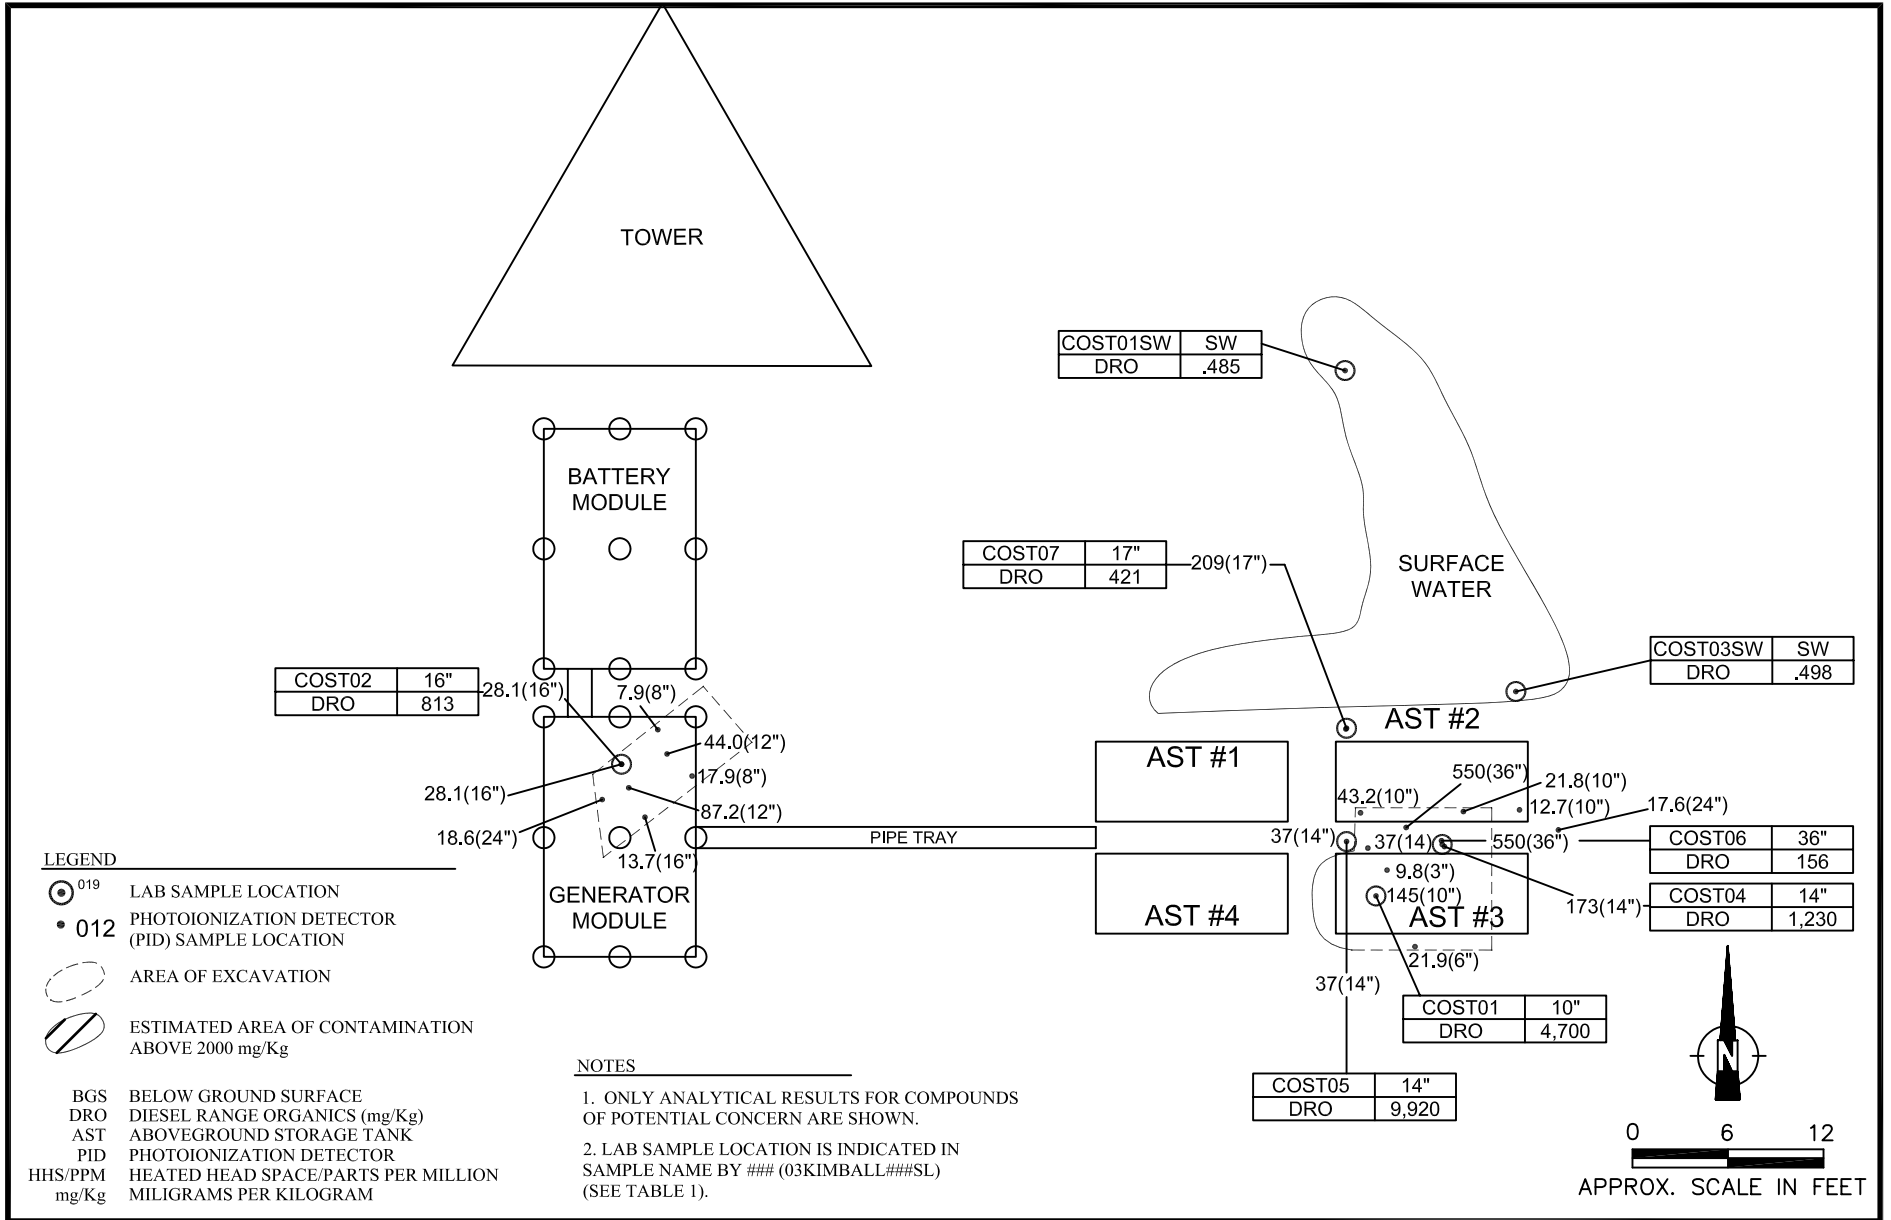 TOWER
COST01SW SW
DRO .485
BATTERY
MODULE
COST07 17"
DRO 421
209(17")
SURFACE
WATER
COST03SW SW
DRO .498
COST02 16"
DRO 813
28.1(16")
7.9(8")
44.0(12")
17.9(8")
28.1(16")
87.2(12")
18.6(24")
13.7(16")
GENERATOR
MODULE
PIPE TRAY
AST #1
AST #2
AST #4
AST #3
550(36")
21.8(10")
43.2(10")
12.7(10")
17.6(24")
37(14")
37(14)
550(36")
COST06 36"
DRO 156
9.8(3")
145(10")
173(14")
COST04 14"
DRO 1,230
21.9(6")
37(14")
COST01 10"
DRO 4,700
COST05 14"
DRO 9,920
LEGEND
019 LAB SAMPLE LOCATION
012 PHOTOIONIZATION DETECTOR
(PID) SAMPLE LOCATION
AREA OF EXCAVATION
ESTIMATED AREA OF CONTAMINATION
ABOVE 2000 mg/Kg
BGS BELOW GROUND SURFACE
DRO DIESEL RANGE ORGANICS (mg/Kg)
AST ABOVEGROUND STORAGE TANK
PID PHOTOIONIZATION DETECTOR
HHS/PPM HEATED HEAD SPACE/PARTS PER MILLION
mg/Kg MILIGRAMS PER KILOGRAM
NOTES
1. ONLY ANALYTICAL RESULTS FOR COMPOUNDS
OF POTENTIAL CONCERN ARE SHOWN.
2. LAB SAMPLE LOCATION IS INDICATED IN
SAMPLE NAME BY ### (03KIMBALL###SL)
(SEE TABLE 1).
N
0 6 12
APPROX. SCALE IN FEET